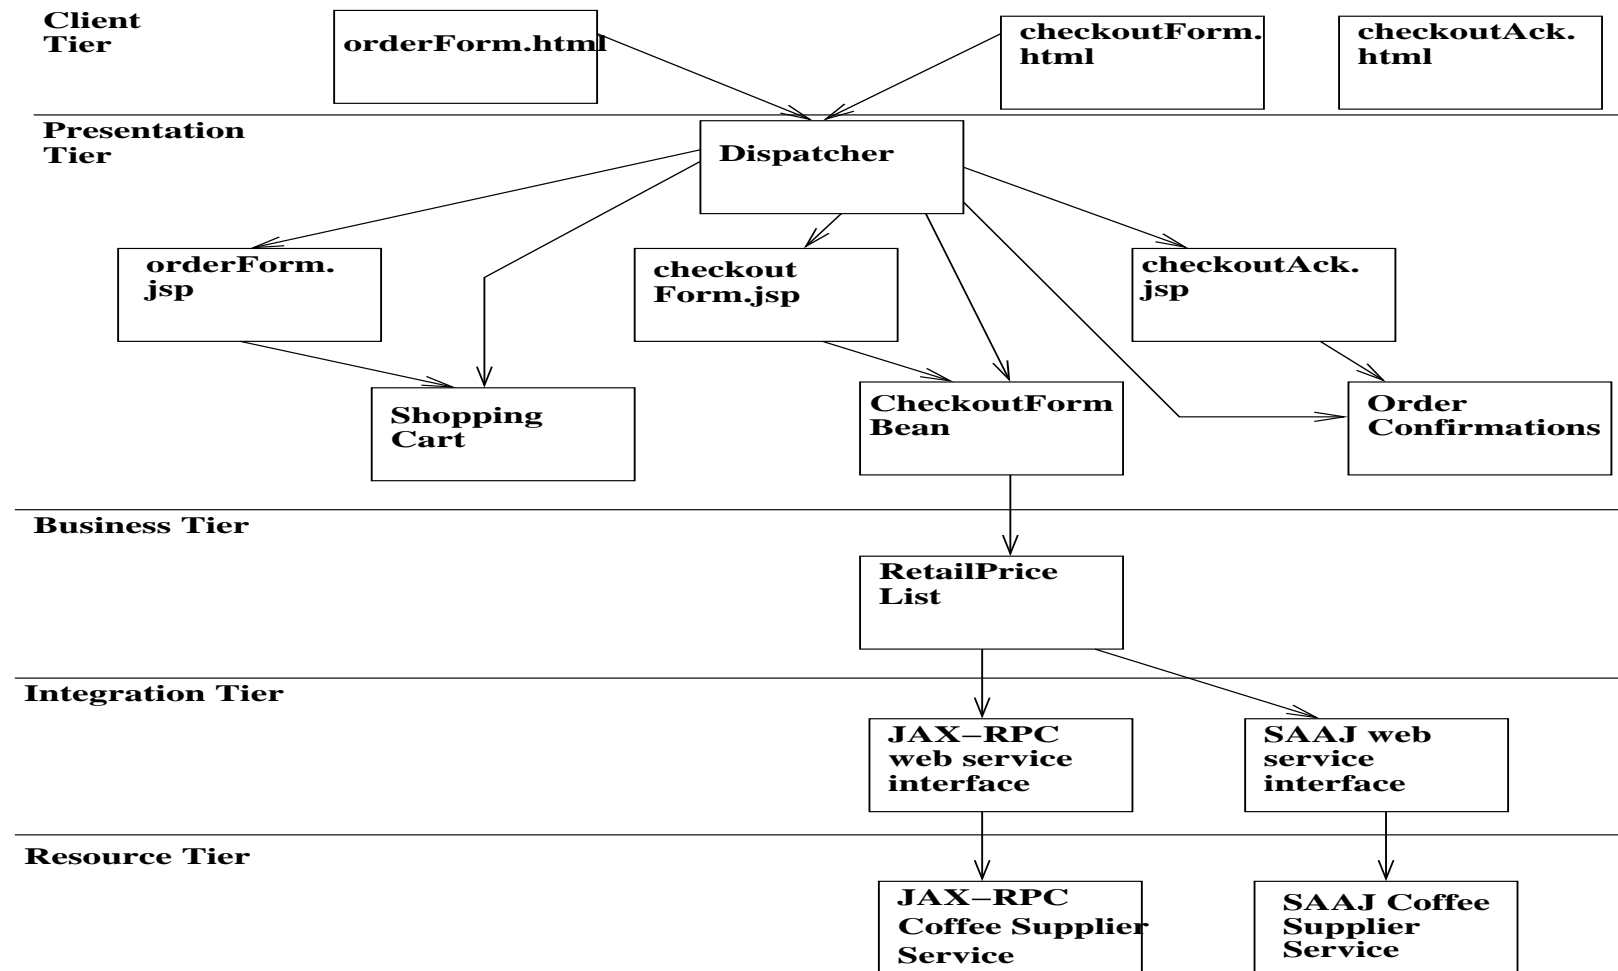 Client
Tier
orderForm.html
checkoutForm.
html
checkoutAck.
html
Presentation
Tier
Dispatcher
orderForm.
jsp
checkout
Form.jsp
checkoutAck.
jsp
Shopping
Cart
CheckoutForm
Bean
Order
Confirmations
Business Tier
RetailPrice
List
Integration Tier
JAX−RPC
web service
interface
SAAJ web
service
interface
Resource Tier
JAX−RPC
Coffee Supplier
Service
SAAJ Coffee
Supplier
Service